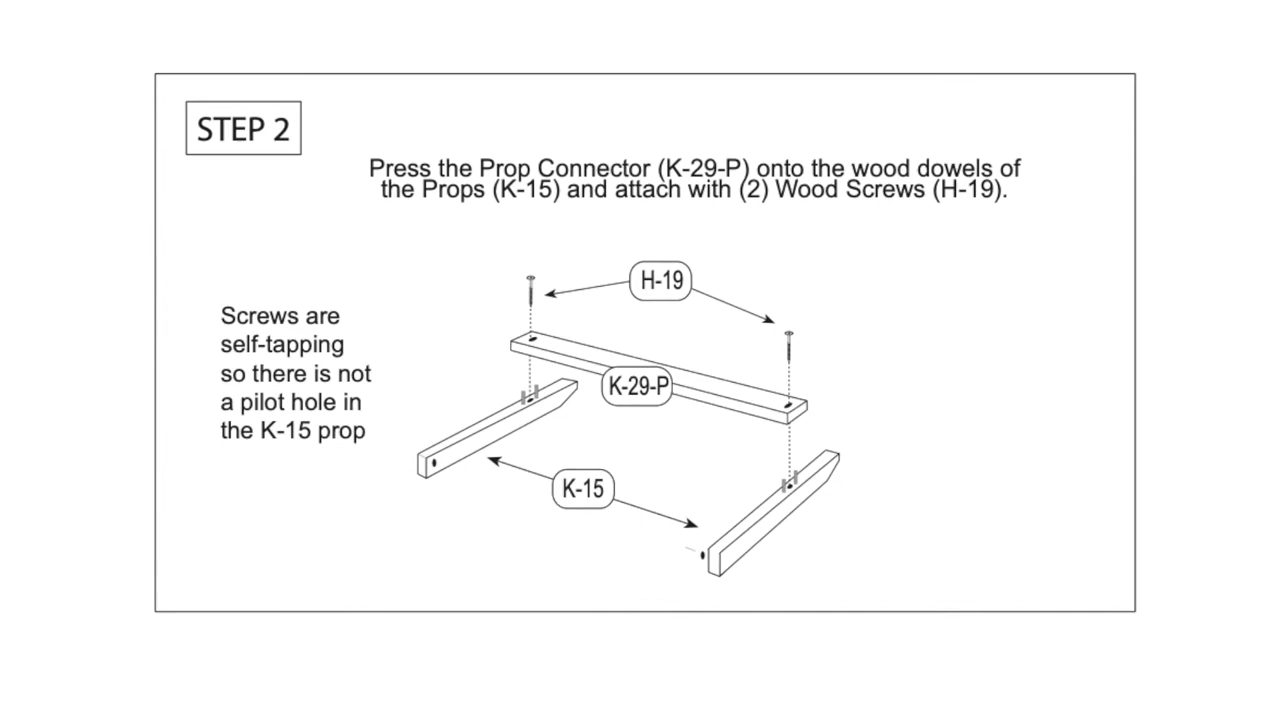 STEP 2
Press the Prop Connector (K-29-P) onto the wood dowels of
the Props (K-15) and attach with (2) Wood Screws (H-19).
H-19
Screws are
self-tapping
so there is not
a pilot hole in
the K-15 prop
K-29-P
K-15